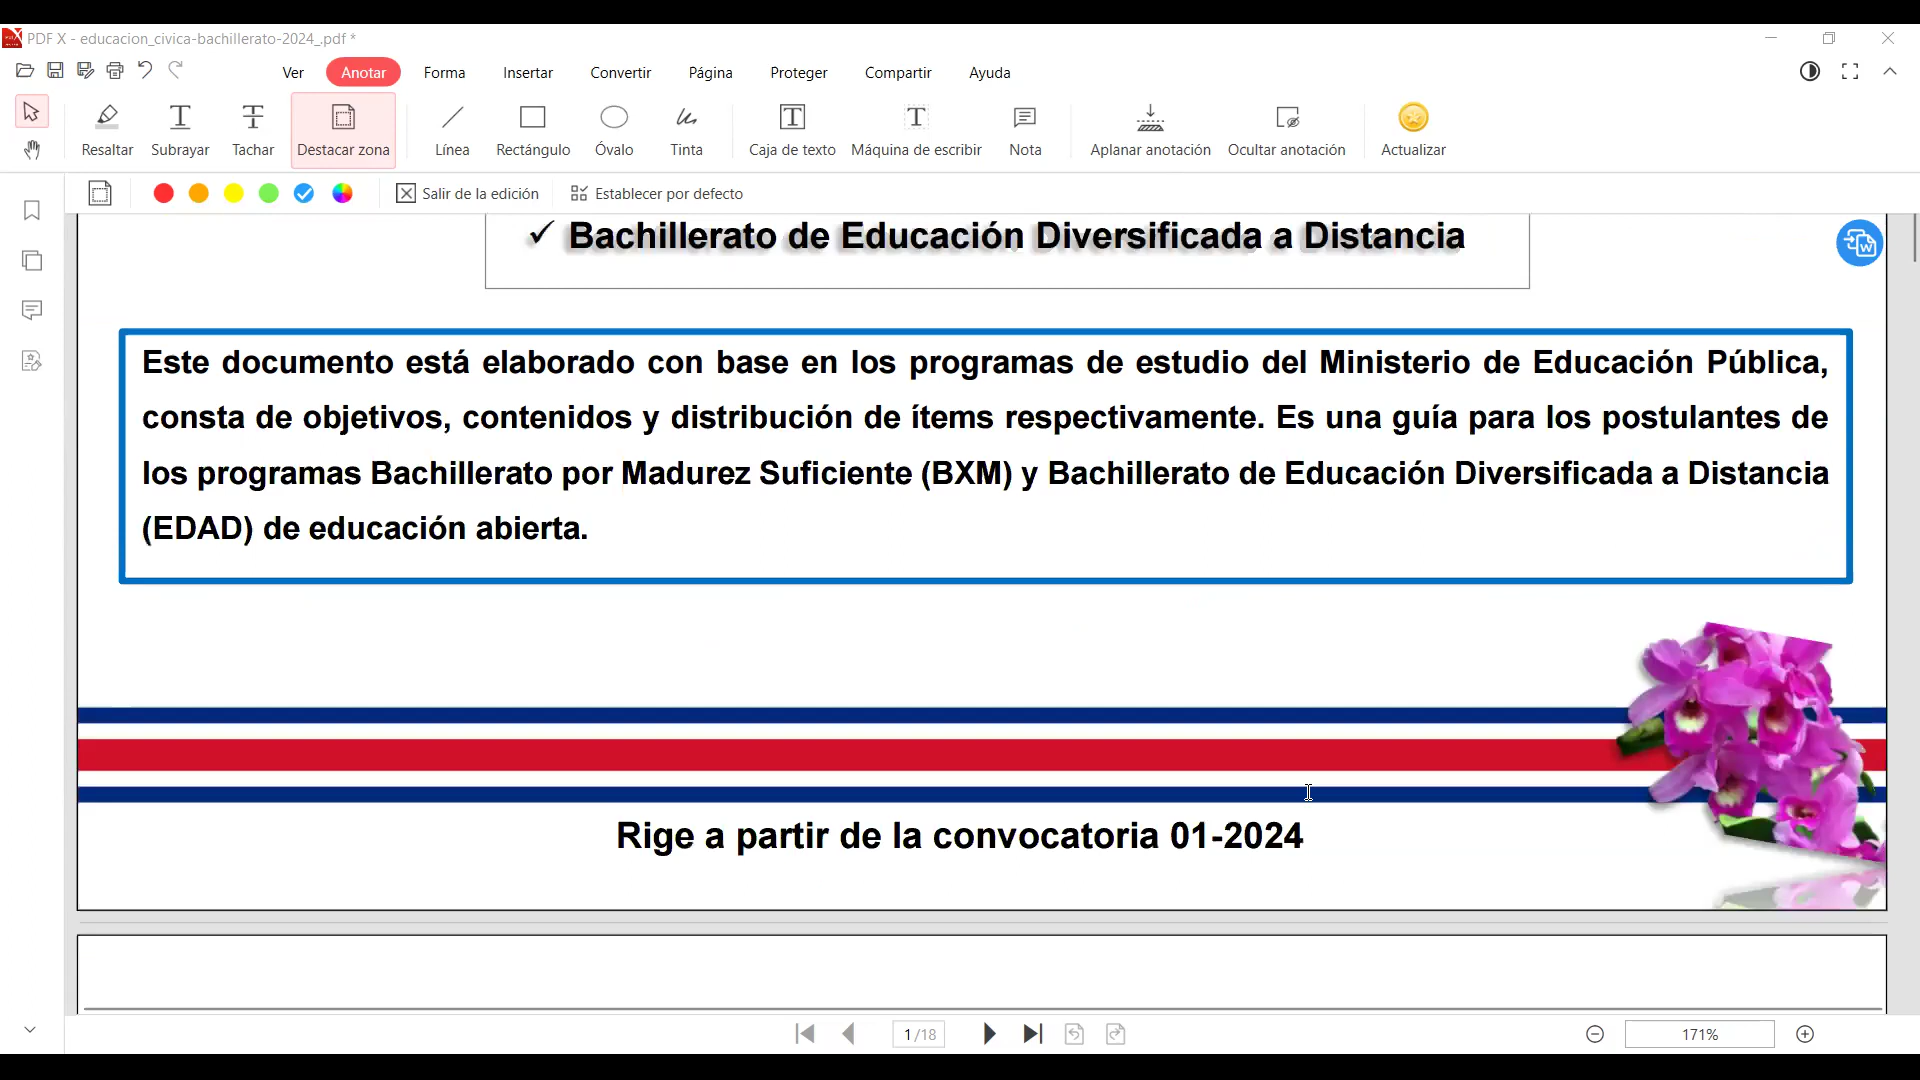 PDF X - educacion_civica-bachillerato-2024_.pdf *
Ver Anotar Forma Insertar Convertir Página Proteger Compartir Ayuda
Resaltar Subrayar Tachar Destacar zona Línea Rectángulo Óvalo Tinta Caja de texto Máquina de escribir Nota Aplanar anotación Ocultar anotación Actualizar
Salir de la edición Establecer por defecto
✓ Bachillerato de Educación Diversificada a Distancia
Este documento está elaborado con base en los programas de estudio del Ministerio de Educación Pública,
consta de objetivos, contenidos y distribución de ítems respectivamente. Es una guía para los postulantes de
los programas Bachillerato por Madurez Suficiente (BXM) y Bachillerato de Educación Diversificada a Distancia
(EDAD) de educación abierta.
Rige a partir de la convocatoria 01-2024
1 /18 171%